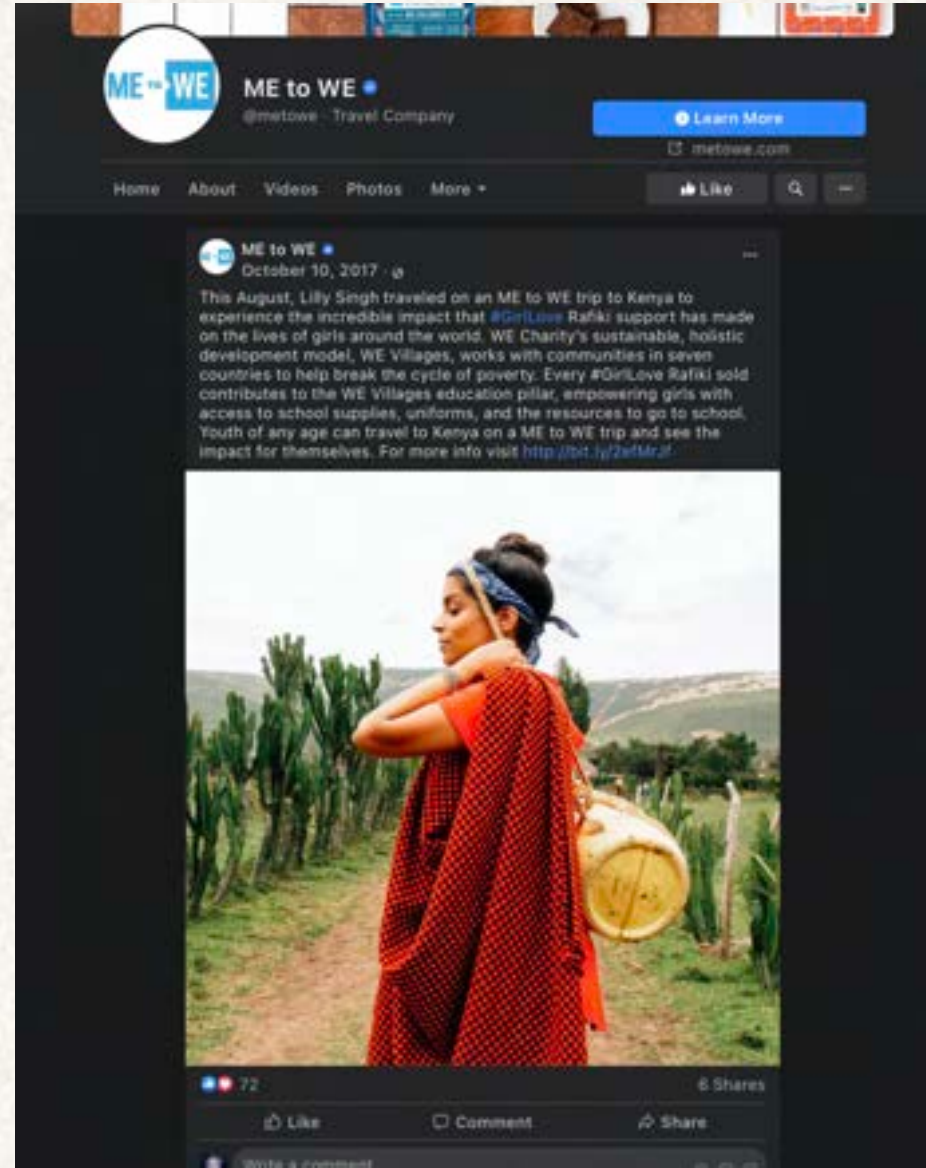 ME to WE
ME to WE
@metowe · Travel Company
Learn More
metowe.com
Home About Videos Photos More
Like
ME to WE
October 10, 2017
This August, Lilly Singh traveled on an ME to WE trip to Kenya to
experience the incredible impact that #GirlLove Rafiki support has made
on the lives of girls around the world. WE Charity's sustainable, holistic
development model, WE Villages, works with communities in seven
countries to help break the cycle of poverty. Every #GirlLove Rafiki sold
contributes to the WE Villages education pillar, empowering girls with
access to school supplies, uniforms, and the resources to go to school.
Youth of any age can travel to Kenya on a ME to WE trip and see the
impact for themselves. For more info visit
72 6 Shares
Like Comment Share
Write a comment